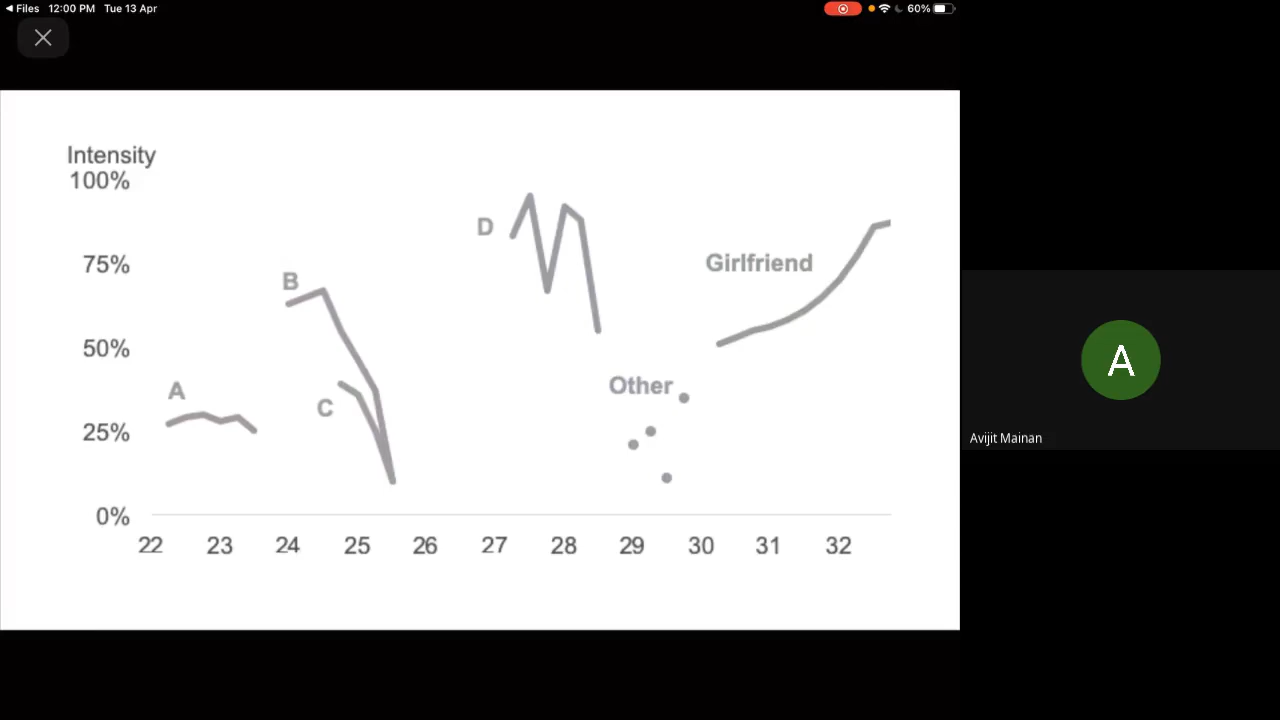 Files 12:00 PM Tue 13 Apr 60%
Intensity
100%
D
75%
Girlfriend
B
50%
A
Other
C
25%
0%
22 23 24 25 26 27 28 29 30 31 32
A
Avijit Mainan